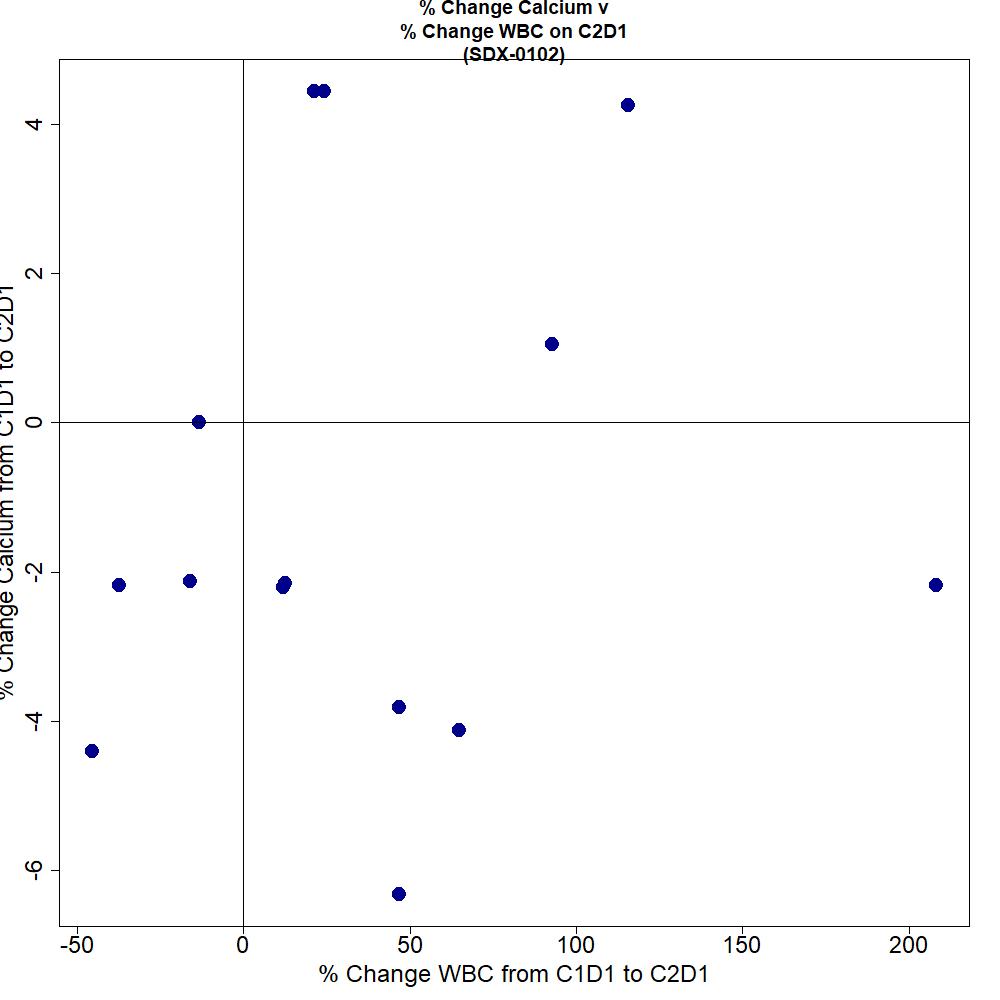 % Change Calcium v
% Change WBC on C2D1
(SDX-0102)
% Change Calcium from C1D1 to C2D1
4
2
0
-2
-4
-6
-50 0 50 100 150 200
% Change WBC from C1D1 to C2D1